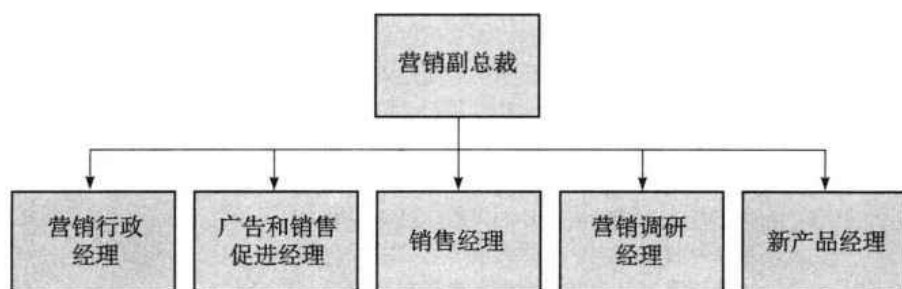 营销副总裁
营销行政
经理
广告和销售
促进经理
销售经理
营销调研
经理
新产品经理